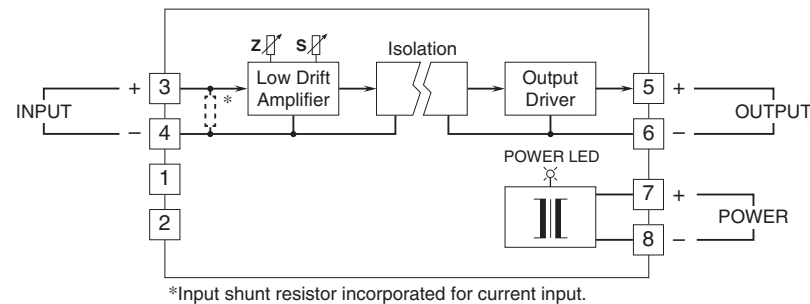 Z S Isolation
Low Drift
Amplifier
Output
Driver
INPUT
+ 3
*
− 4
1
2
5 +
OUTPUT
6 −
POWER LED
7 +
POWER
8 −
*Input shunt resistor incorporated for current input.